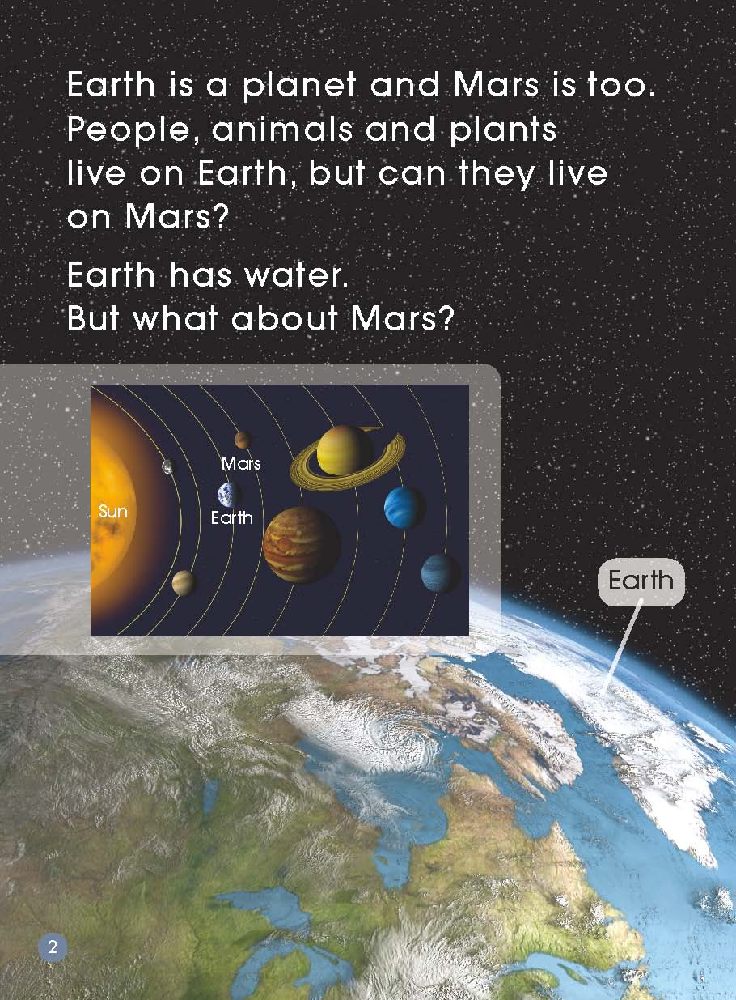 Earth is a planet and Mars is too.
People, animals and plants
live on Earth, but can they live
on Mars?
Earth has water.
But what about Mars?
Mars
Sun
Earth
Earth
2